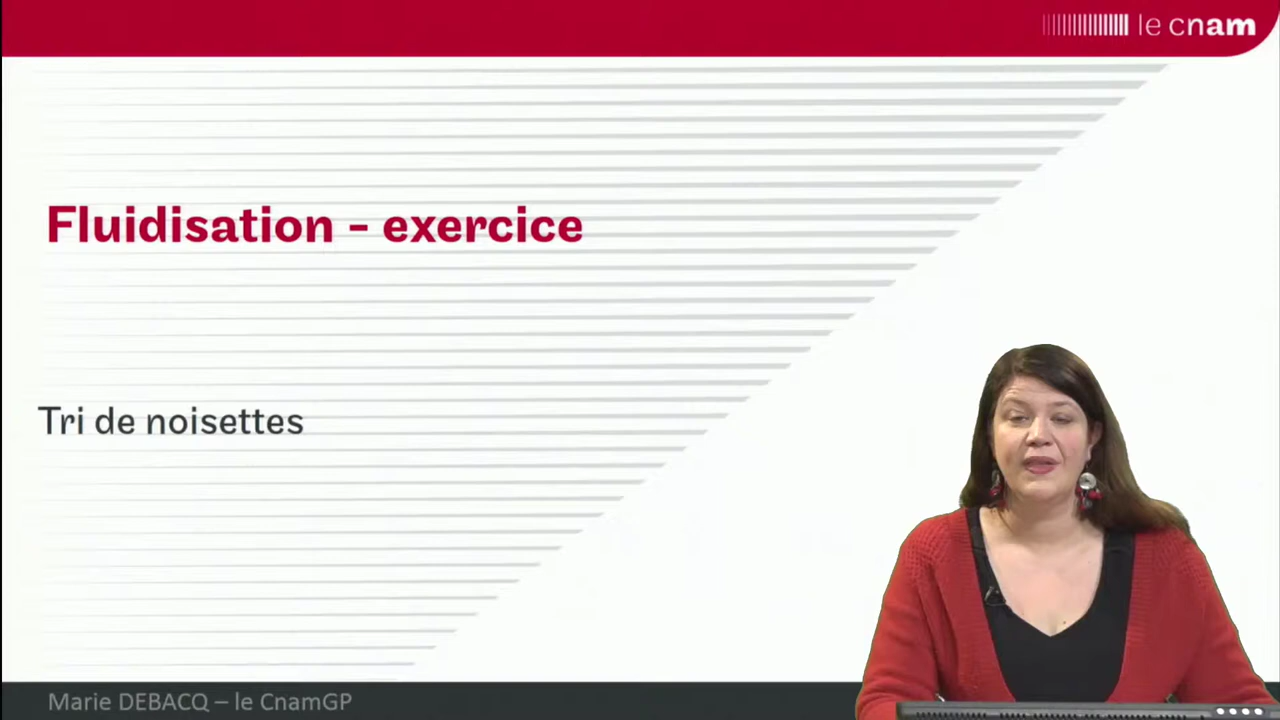 le cnam
Fluidisation - exercice
Tri de noisettes
Marie DEBACQ – le CnamGP